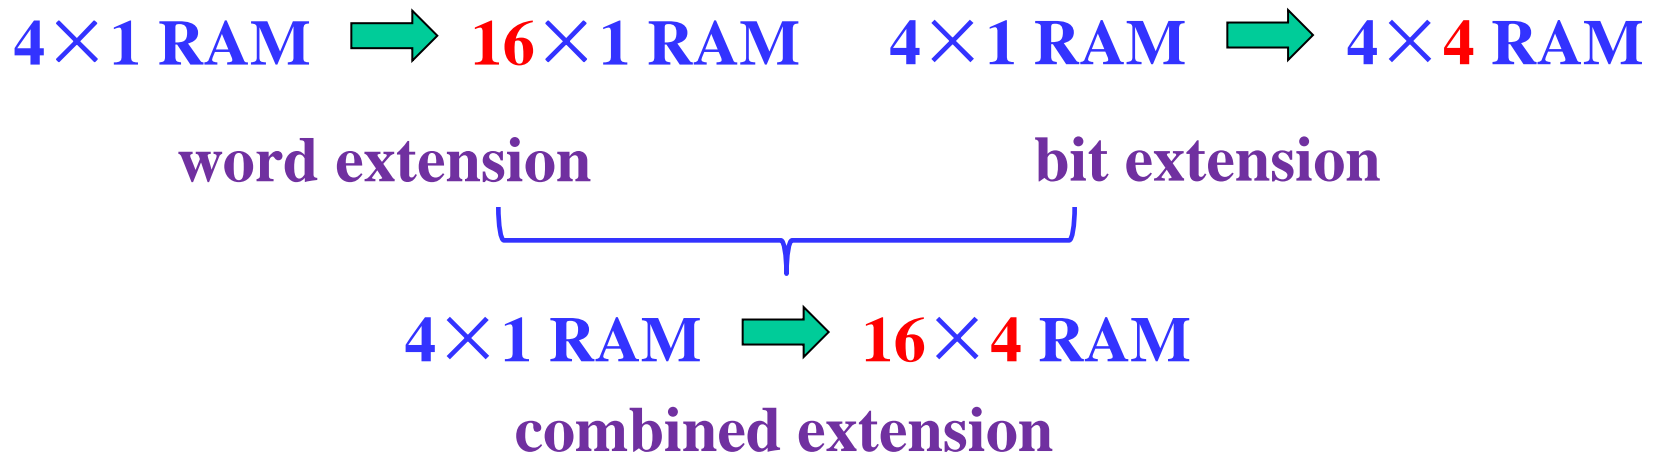 4×1 RAM 16×1 RAM 4×1 RAM 4×4 RAM
word extension bit extension
4×1 RAM 16×4 RAM
combined extension